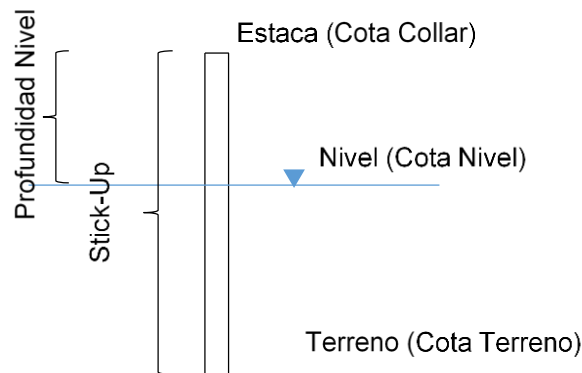 Estaca (Cota Collar)
Profundidad Nivel
Nivel (Cota Nivel)
Stick-Up
Terreno (Cota Terreno)